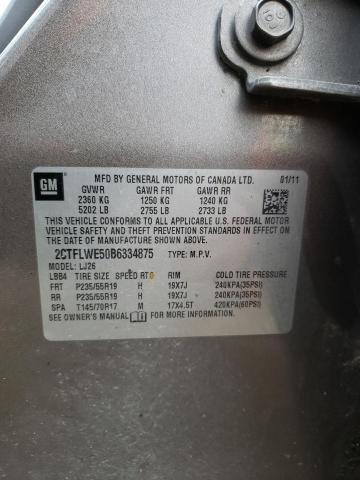 GM
MFD BY GENERAL MOTORS OF CANADA LTD.
01/11
GVWR GAWR FRT GAWR RR
2360 KG 1250 KG 1240 KG
5202 LB 2755 LB 2733 LB
THIS VEHICLE CONFORMS TO ALL APPLICABLE U.S. FEDERAL MOTOR
VEHICLE SAFETY AND THEFT PREVENTION STANDARDS IN EFFECT
ON THE DATE OF MANUFACTURE SHOWN ABOVE.
2CTFLWE50B6334875 TYPE: M.P.V.
MODEL: LJ26
LBB4 TIRE SIZE SPEED RTG RIM COLD TIRE PRESSURE
FRT P235/55R19 H 19X7J 240KPA(35PSI)
RR P235/55R19 H 19X7J 240KPA(35PSI)
SPA T145/70R17 M 17X4.5T 420KPA(60PSI)
SEE OWNER'S MANUAL FOR ADDITIONAL INFORMATION